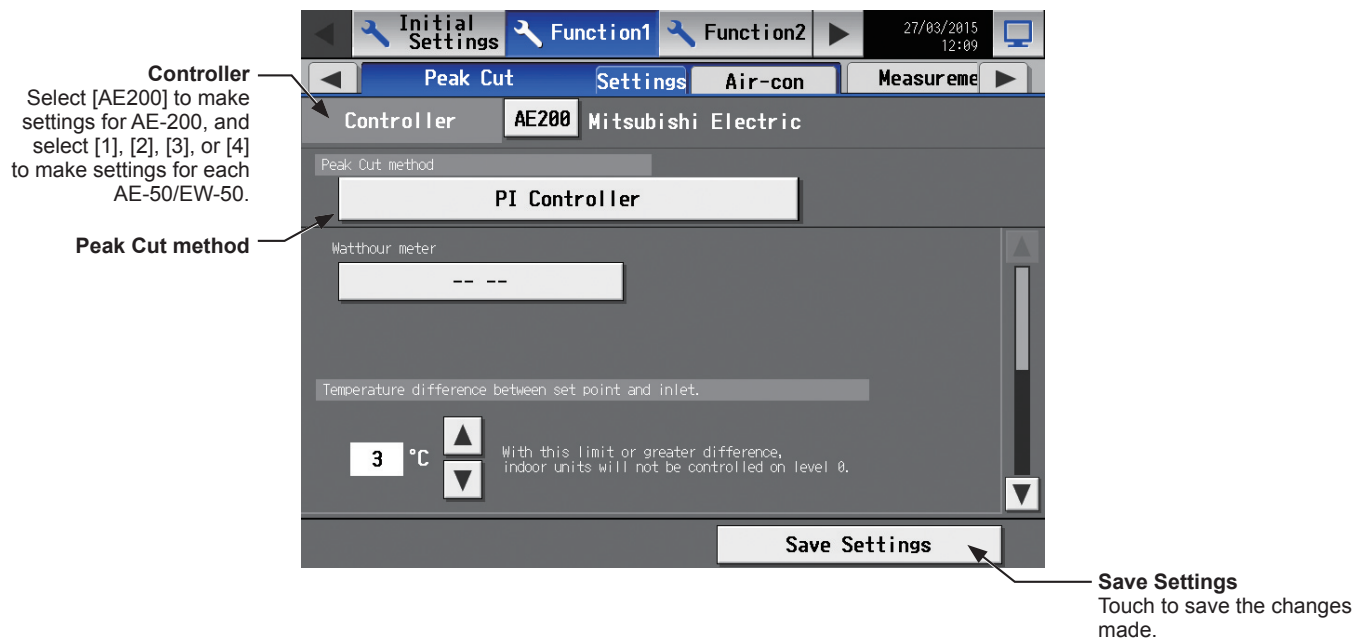 Initial Settings Function1 Function2 27/03/2015 12:09
Peak Cut Settings Air-con Measureme
Controller
Select [AE200] to make
settings for AE-200, and
select [1], [2], [3], or [4]
to make settings for each
AE-50/EW-50.
Controller AE200 Mitsubishi Electric
Peak Cut method
PI Controller
Peak Cut method
Watthour meter
-- --
Temperature difference between set point and inlet.
3 °C
With this limit or greater difference,
indoor units will not be controlled on level 0.
Save Settings
Save Settings
Touch to save the changes
made.